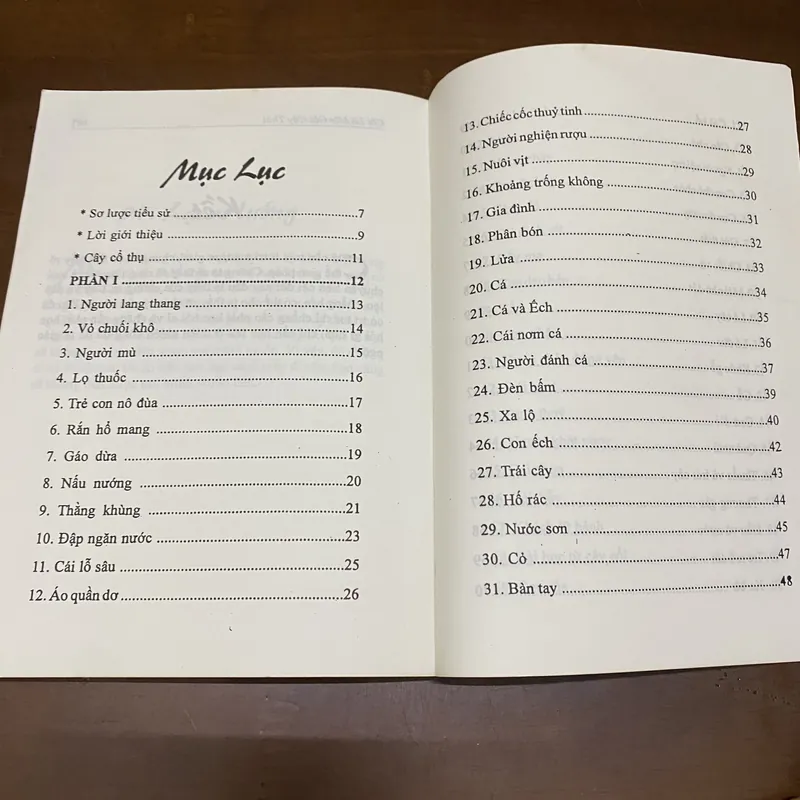 Mục Lục
* Sơ lược tiểu sử ..........7
* Lời giới thiệu ..........9
* Cây cổ thụ ..........11
PHẦN I ..........12
1. Người lang thang ..........13
2. Vỏ chuối khô ..........14
3. Người mù ..........15
4. Lọ thuốc ..........16
5. Trẻ con nô đùa ..........17
6. Rắn hổ mang ..........18
7. Gáo dừa ..........19
8. Nấu nướng ..........20
9. Thằng khùng ..........21
10. Đập ngăn nước ..........23
11. Cái lỗ sâu ..........25
12. Áo quần dơ ..........26
13. Chiếc cốc thuỷ tinh ..........27
14. Người nghiện rượu ..........28
15. Nuôi vịt ..........29
16. Khoảng trống không ..........30
17. Gia đình ..........31
18. Phân bón ..........32
19. Lửa ..........33
20. Cá ..........34
21. Cá và Ếch ..........35
22. Cái nơm cá ..........36
23. Người đánh cá ..........37
24. Đèn bấm ..........39
25. Xa lộ ..........40
26. Con ếch ..........42
27. Trái cây ..........43
28. Hố rác ..........44
29. Nước sơn ..........45
30. Cỏ ..........47
31. Bàn tay ..........48